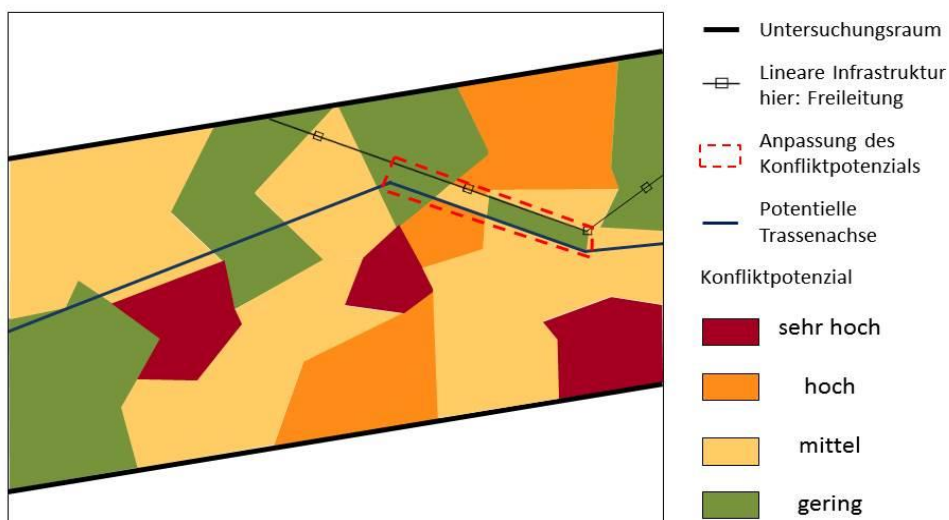 Untersuchungsraum
Lineare Infrastruktur
hier: Freileitung
Anpassung des
Konfliktpotenzials
Potentielle
Trassenachse
Konfliktpotenzial
sehr hoch
hoch
mittel
gering